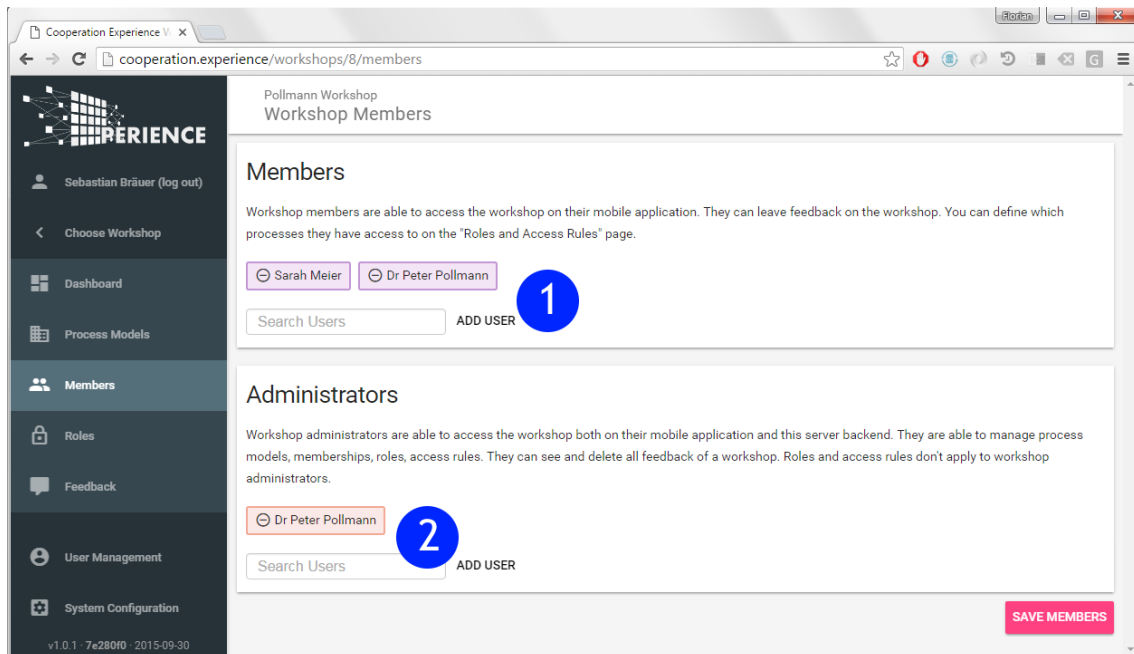 Florian
Cooperation Experience W
cooperation.experience/workshops/8/members
PERIENCE
Sebastian Bräuer (log out)
Choose Workshop
Dashboard
Process Models
Members
Roles
Feedback
User Management
System Configuration
v1.0.1 · 7e280f0 · 2015-09-30
Pollmann Workshop
Workshop Members
Members
Workshop members are able to access the workshop on their mobile application. They can leave feedback on the workshop. You can define which
processes they have access to on the "Roles and Access Rules" page.
Sarah Meier Dr Peter Pollmann
1
Search Users ADD USER
Administrators
Workshop administrators are able to access the workshop both on their mobile application and this server backend. They are able to manage process
models, memberships, roles, access rules. They can see and delete all feedback of a workshop. Roles and access rules don't apply to workshop
administrators.
Dr Peter Pollmann
2
Search Users ADD USER
SAVE MEMBERS